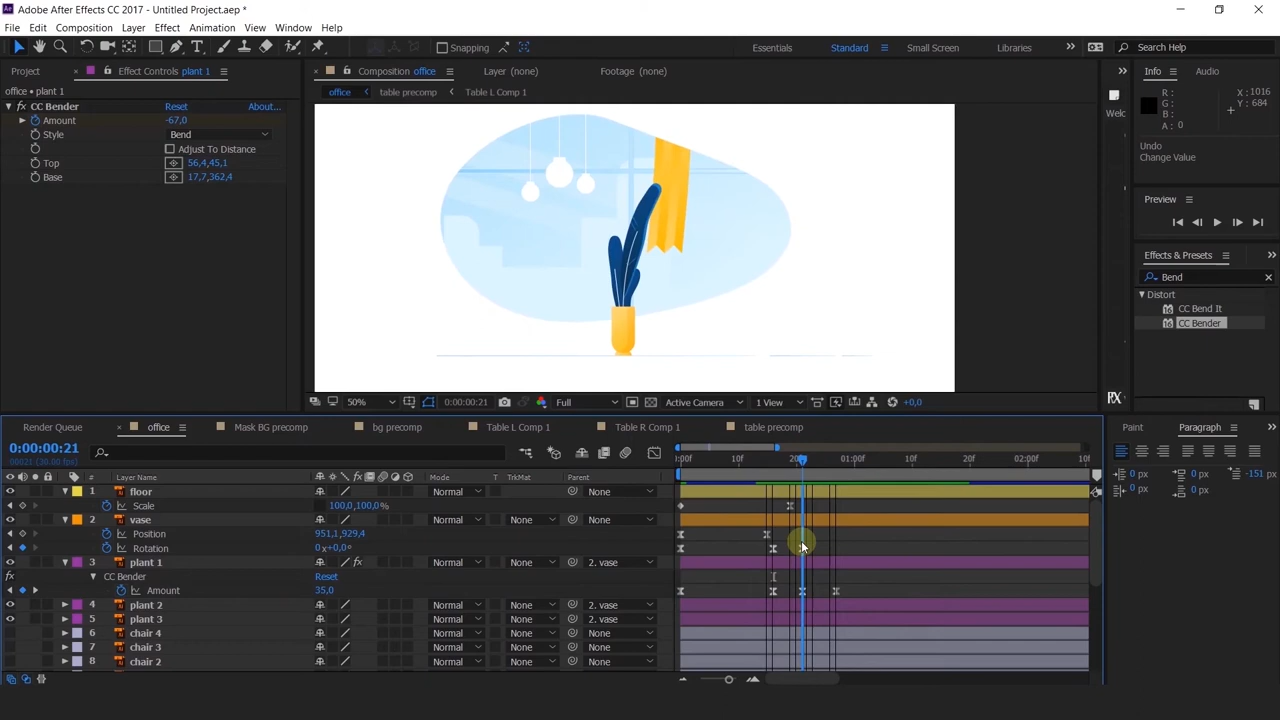 Adobe After Effects CC 2017 - Untitled Project.aep *
File Edit Composition Layer Effect Animation View Window Help
Snapping
Essentials Standard Small Screen Libraries Search Help
Project Effect Controls plant 1
Composition office Layer (none) Footage (none)
Info Audio
office • plant 1
office table precomp Table L Comp 1
Welc
R :
G :
B :
A : 0
X : 1016
Y : 684
Undo
Change Value
fx CC Bender Reset About...
Amount -67,0
Style Bend
Adjust To Distance
Top 56,4,45,1
Base 17,7,362,4
Preview
Effects & Presets
Bend
Distort
CC Bend It
CC Bender
50% 0:00:00:21 Full Active Camera 1 View +0,0
Render Queue office Mask BG precomp bg precomp Table L Comp 1 Table R Comp 1 table precomp
Paint Paragraph
0:00:00:21
00021 (30.00 fps)
10f 20f 01:00f 10f 20f 02:00f 10f
# Layer Name Mode T TrkMat Parent
1 floor Normal None
Scale 100,0,100,0%
2 vase Normal None None
Position 951,1,929,4
Rotation 0x+0,0°
3 plant 1 fx Normal None 2. vase
fx CC Bender Reset
Amount 35,0
4 plant 2 Normal None 2. vase
5 plant 3 Normal None 2. vase
6 chair 4 Normal None None
7 chair 3 Normal None None
8 chair 2 Normal None None
0 px 0 px -151 px
0 px 0 px